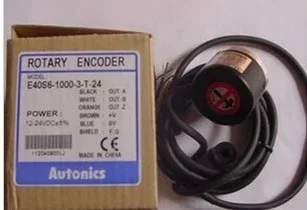 ROTARY ENCODER
MODEL
E40S6-1000-3-T-24
BLACK : OUT A
WHITE : OUT B
ORANGE : OUT Z
POWER : BROWN : +V
12-24VDC±5% BLUE : 0V
SHIELD : F.G
MADE IN CHINA
Autonics